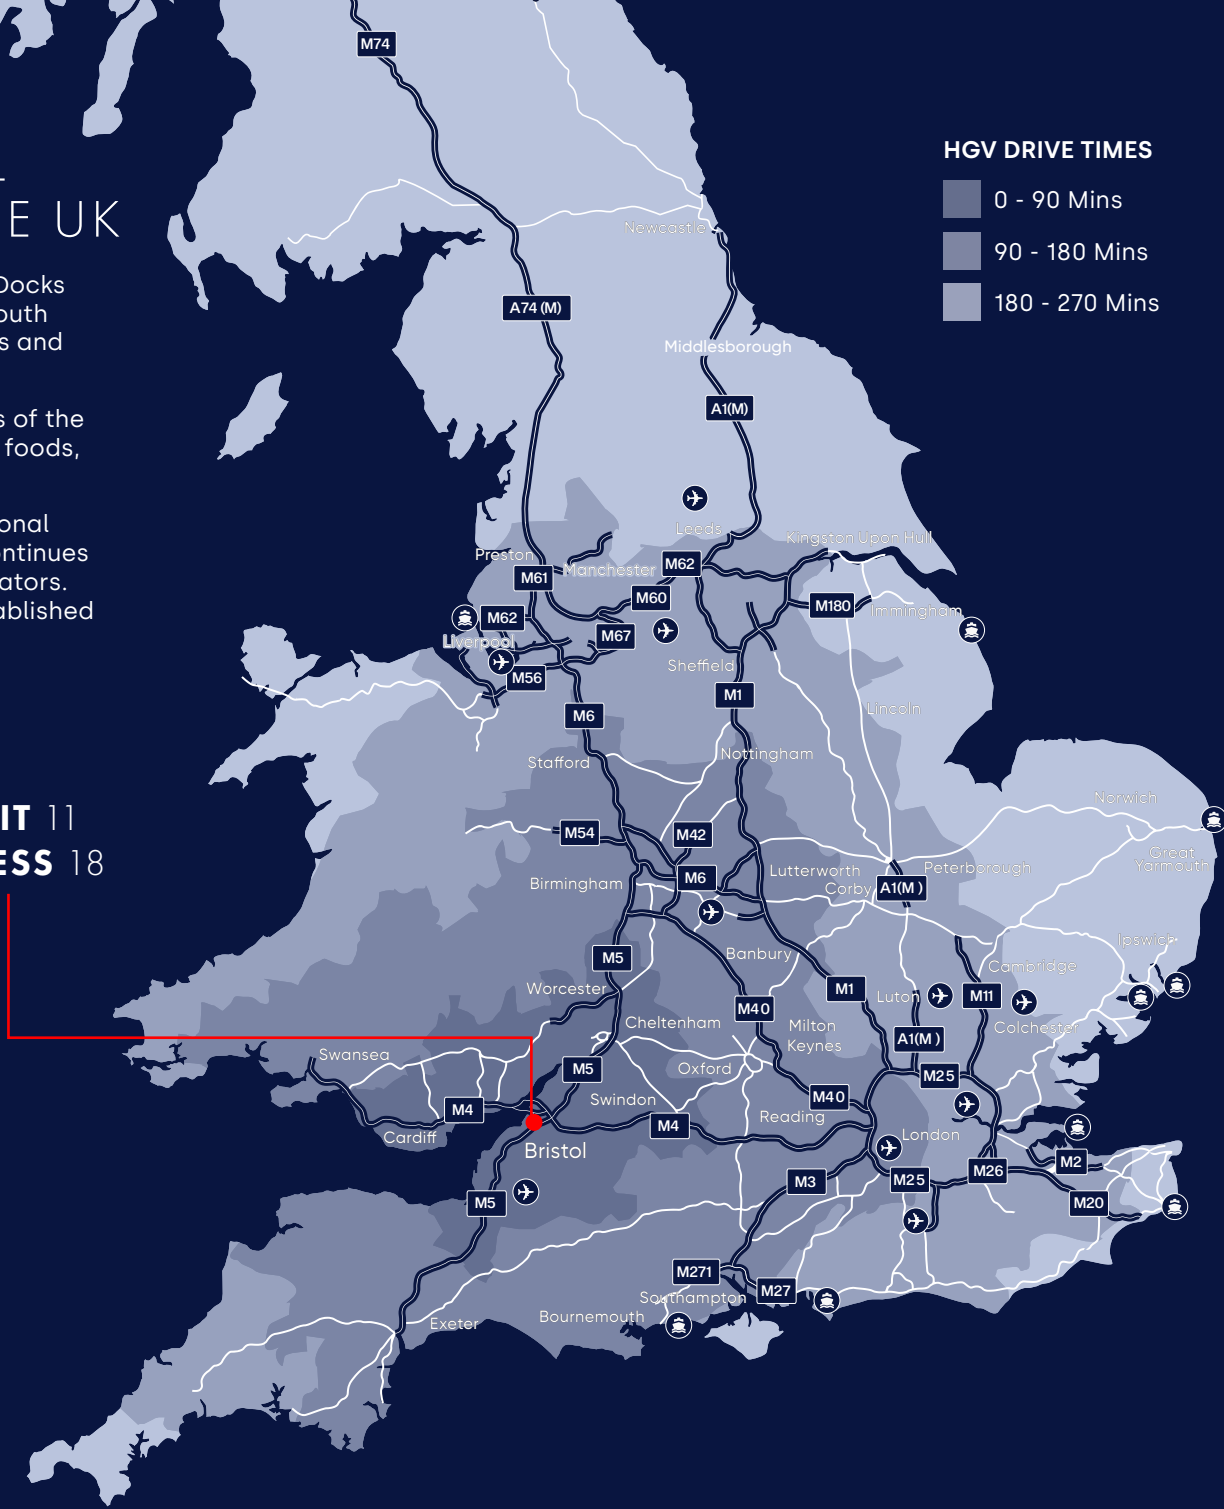 E UK
Docks
outh
s and
s of the
foods,
onal
ontinues
ators.
ablished
IT 11
ESS 18
HGV DRIVE TIMES
0 - 90 Mins
90 - 180 Mins
180 - 270 Mins
M74
Newcastle
A74 (M)
Middlesborough
A1(M)
Leeds
Kingston Upon Hull
Preston
M62
Manchester
M61
M60
M180
Immingham
M62
Liverpool
M67
Sheffield
M56
M1
Lincoln
M6
Nottingham
Stafford
Norwich
M54
M42
Great
Yarmouth
Lutterworth
Peterborough
Birmingham
M6
Corby
A1(M )
Ipswich
M5
Banbury
Cambridge
Worcester
M1
Luton
M11
M40
Cheltenham
Milton
Keynes
Colchester
A1(M )
Swansea
M5
Oxford
M25
Swindon
M40
M4
Reading
M4
Cardiff
London
Bristol
M2
M26
M3
M25
M5
M20
M271
M27
Southampton
Bournemouth
Exeter